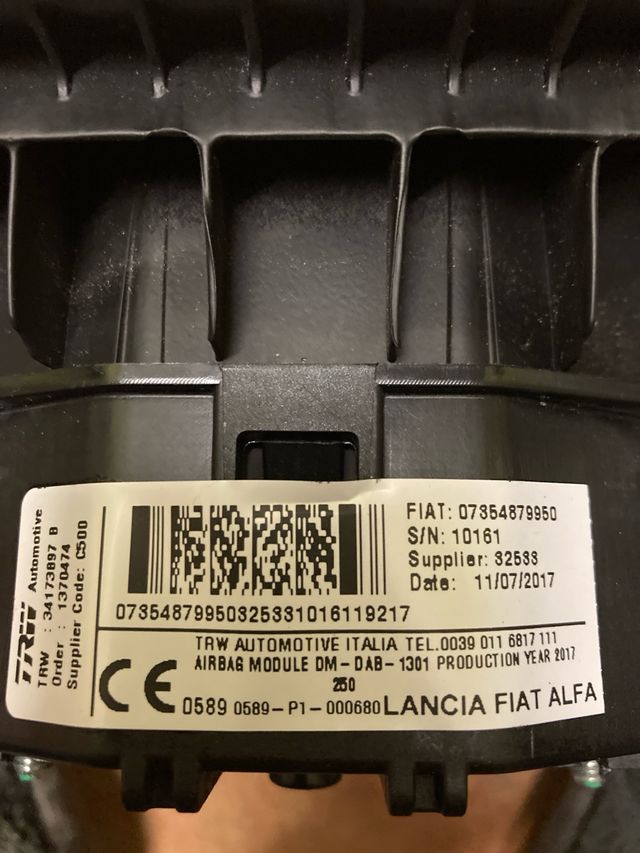 TRW Automotive
TRW : 34173897 B
Order : 1370474
Supplier Code: C500
FIAT: 07354879950
S/N: 10161
Supplier: 32533
Date: 11/07/2017
073548799503253310161192​17
TRW AUTOMOTIVE ITALIA TEL.0039 011 6817 111
AIRBAG MODULE DM-DAB-1301 PRODUCTION YEAR 2017
250
CE 0589 0589-P1-000680 LANCIA FIAT ALFA